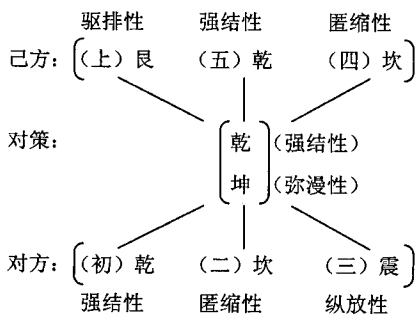 驱排性 强结性 匿缩性
己方：（上）艮 （五）乾 （四）坎
对策： 乾 （强结性）
坤 （弥漫性）
对方：（初）乾 （二）坎 （三）震
强结性 匿缩性 纵放性